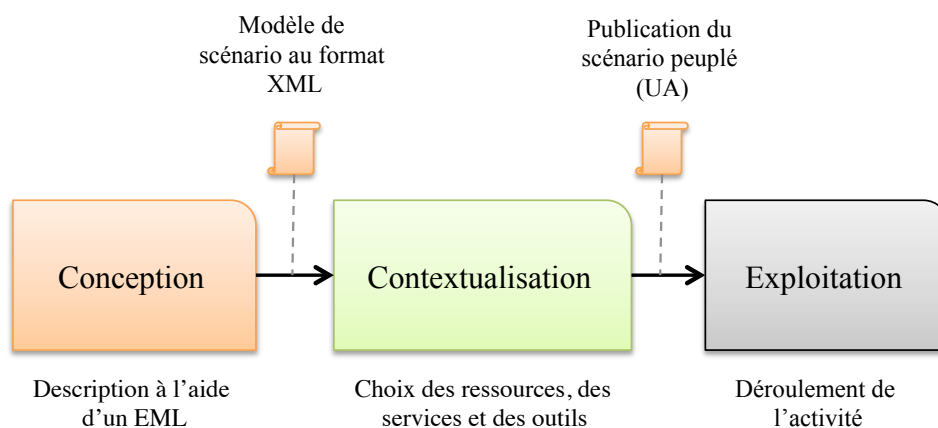 Modèle de
scénario au format
XML
Publication du
scénario peuplé
(UA)
Conception
Contextualisation
Exploitation
Description à l’aide
d’un EML
Choix des ressources, des
services et des outils
Déroulement de
l’activité